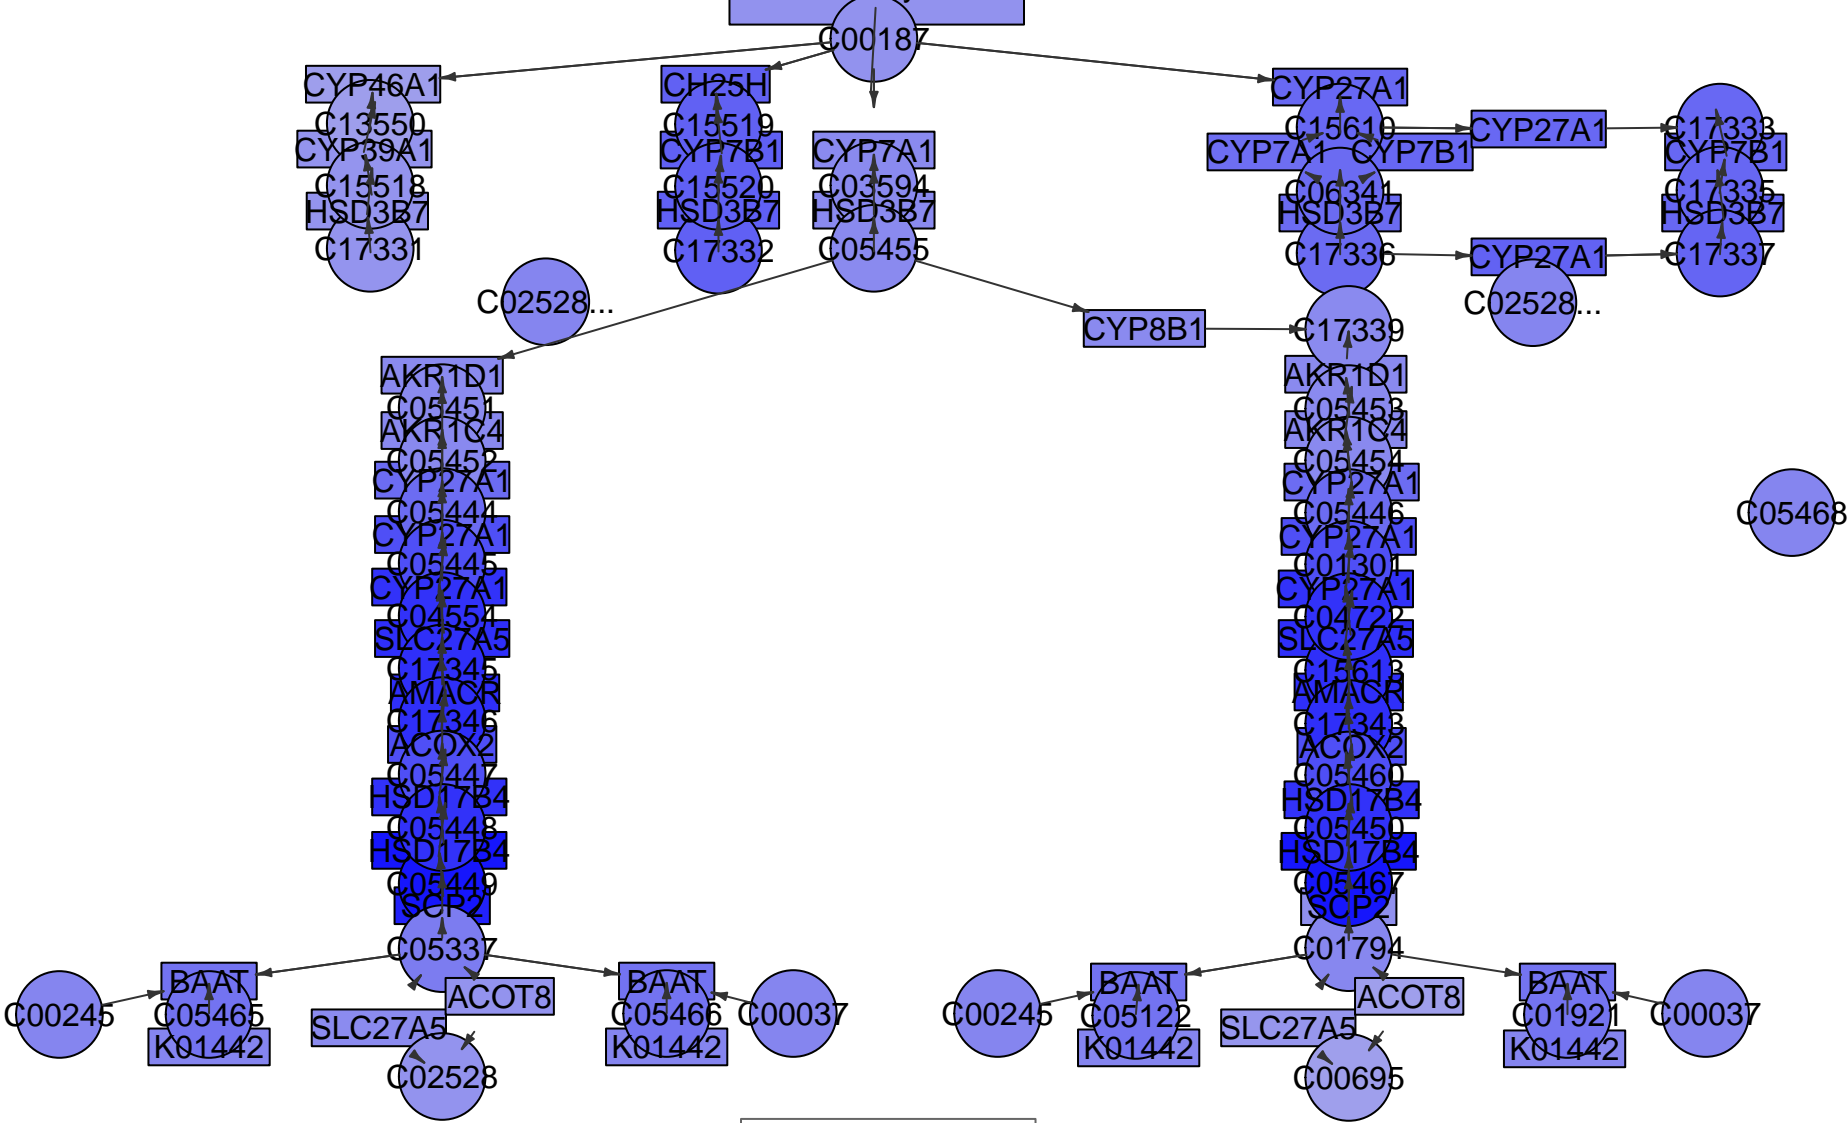 C00187
CYP46A1
CH25H
CYP27A1
C13550
C15519
C15610
CYP27A1
C17333
CYP39A1
CYP7B1
CYP7A1
CYP7A1
CYP7B1
CYP7B1
C15518
C15520
C03594
C06341
C17335
HSD3B7
HSD3B7
HSD3B7
HSD3B7
HSD3B7
C17331
C17332
C05455
C17336
CYP27A1
C17337
C02528...
C02528...
CYP8B1
C17339
AKR1D1
AKR1D1
C05451
C05453
AKR1C4
AKR1C4
C05452
C05454
CYP27A1
CYP27A1
C05444
C05446
C05468
CYP27A1
CYP27A1
C05445
C01301
CYP27A1
CYP27A1
C04554
C04722
SLC27A5
SLC27A5
C17345
C15613
AMACR
AMACR
C17346
C17343
ACOX2
ACOX2
C05447
C05460
HSD17B4
HSD17B4
C05448
C05450
HSD17B4
HSD17B4
C05449
C05467
SCP2
SCP2
C05337
C01794
BAAT
BAAT
BAAT
BAAT
ACOT8
ACOT8
C00245
C05465
C05466
C00037
C00245
C05122
C01921
C00037
SLC27A5
SLC27A5
K01442
K01442
K01442
K01442
C02528
C00695